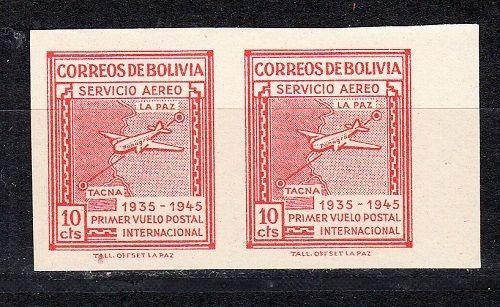 CORREOS DE BOLIVIA
SERVICIO AEREO
LA PAZ
Panagra
TACNA
1935 - 1945
10 cts
PRIMER VUELO POSTAL
INTERNACIONAL
TALL. OFFSET LA PAZ
CORREOS DE BOLIVIA
SERVICIO AEREO
LA PAZ
Panagra
TACNA
1935 - 1945
10 cts
PRIMER VUELO POSTAL
INTERNACIONAL
TALL. OFFSET LA PAZ